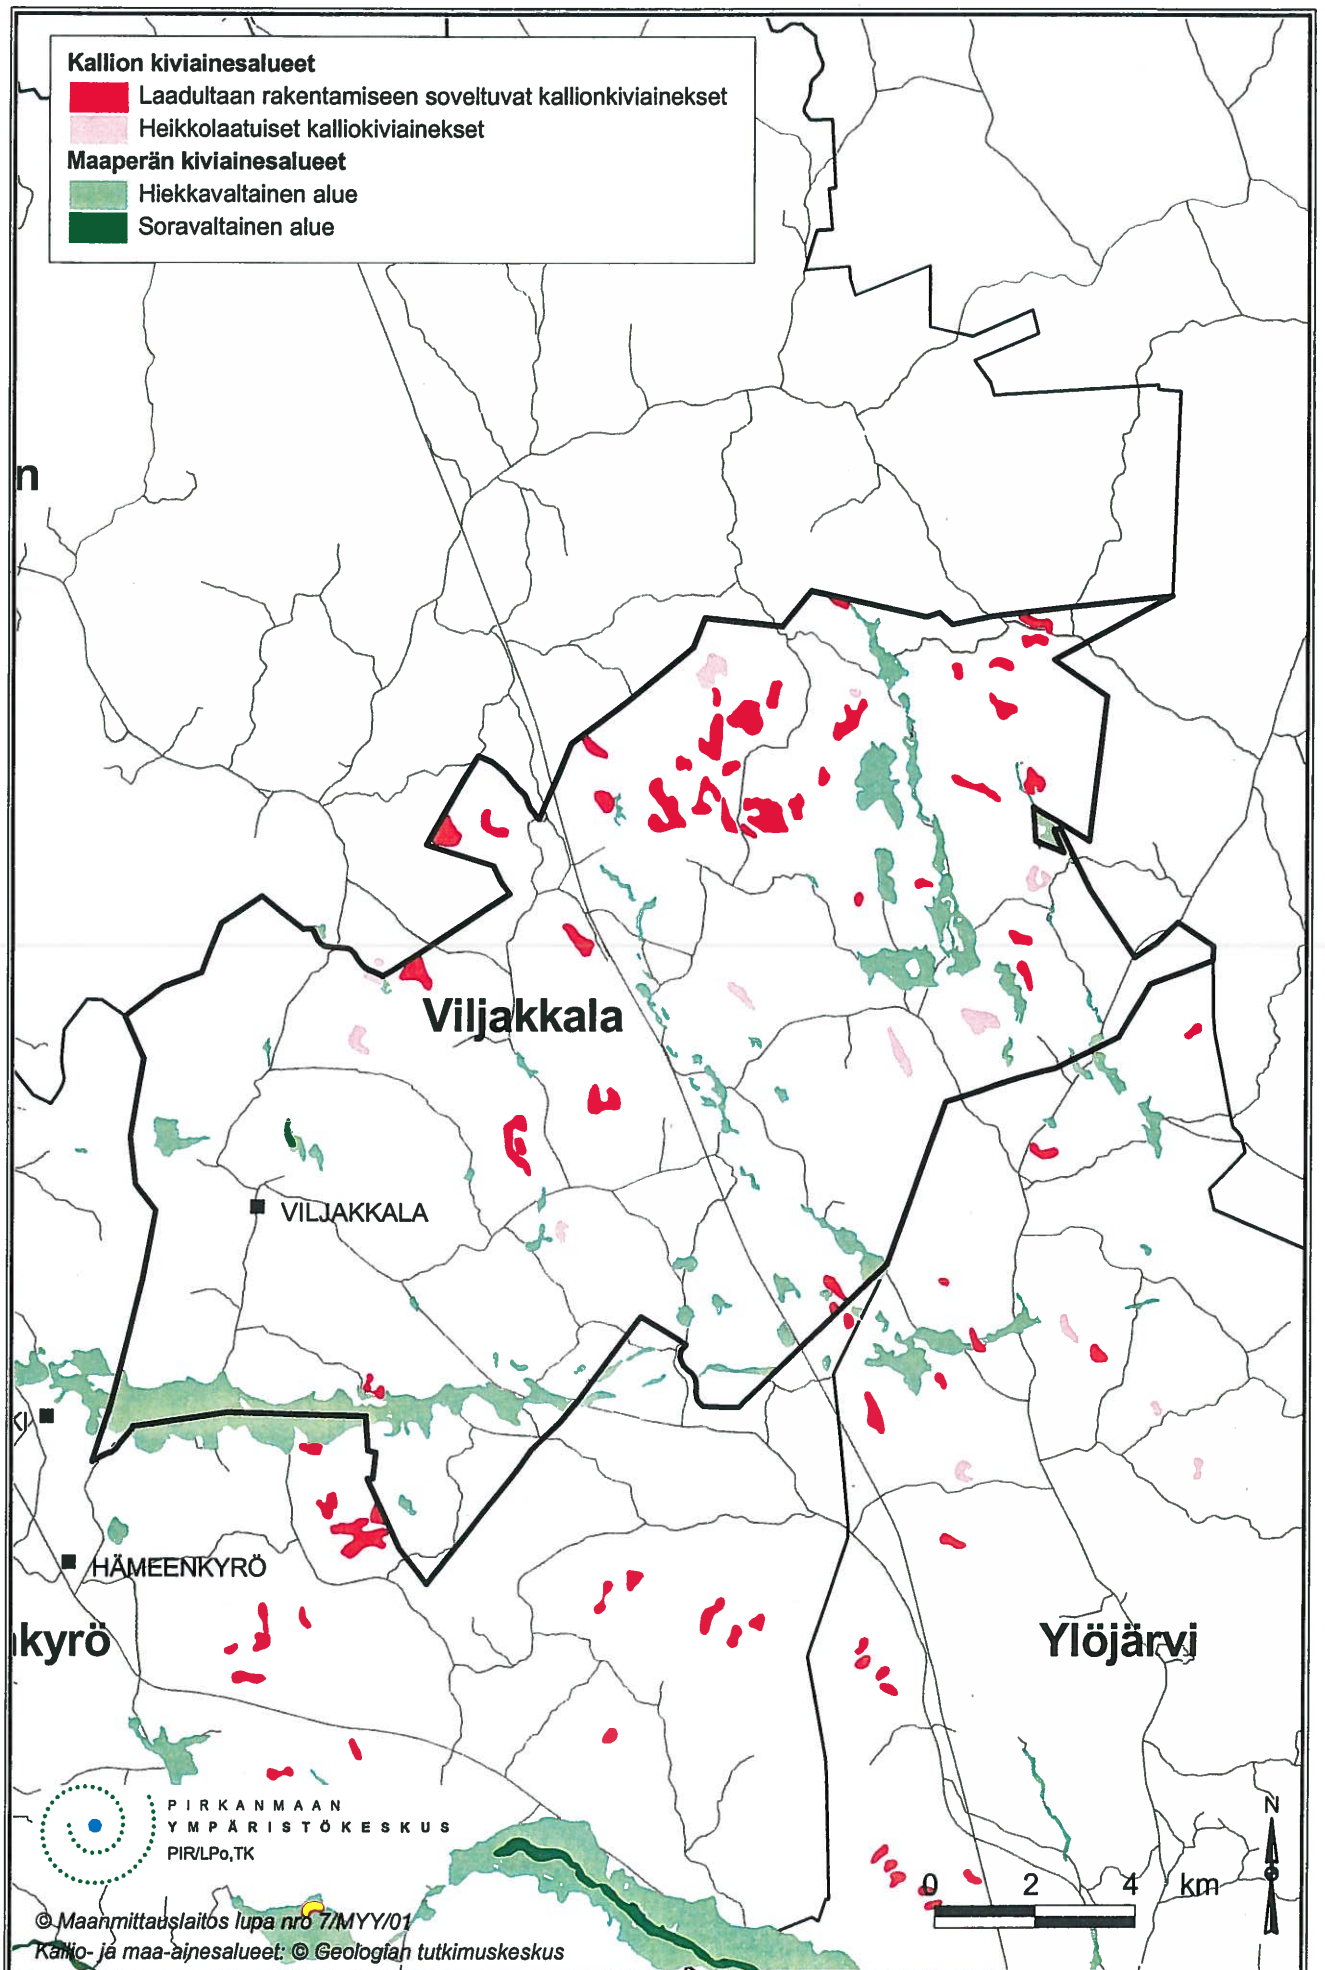 Kallion kiviainesalueet
Laadultaan rakentamiseen soveltuvat kallionkiviainekset
Heikkolaatuiset kalliokiviainekset
Maaperän kiviainesalueet
Hiekkavaltainen alue
Soravaltainen alue
n
Viljakkala
VILJAKKALA
KI
HÄMEENKYRÖ
kyrö
Ylöjärvi
PIRKANMAAN
YMPÄRISTÖKESKUS
PIR/LPo,TK
N
0 2 4 km
© Maanmittauslaitos lupa nro 7/MYY/01
Kallio- ja maa-ainesalueet: © Geologian tutkimuskeskus